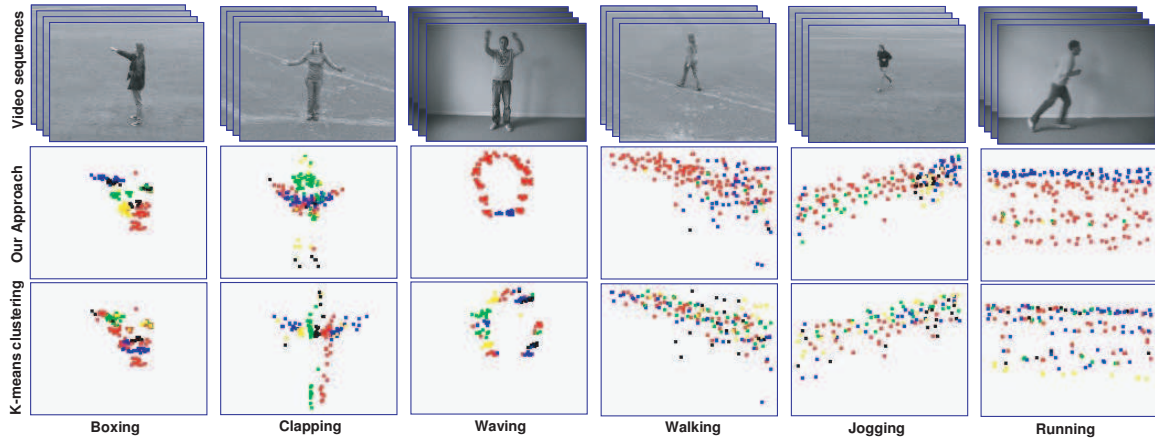 Video sequences
Our Approach
K-means clustering
Boxing
Clapping
Waving
Walking
Jogging
Running